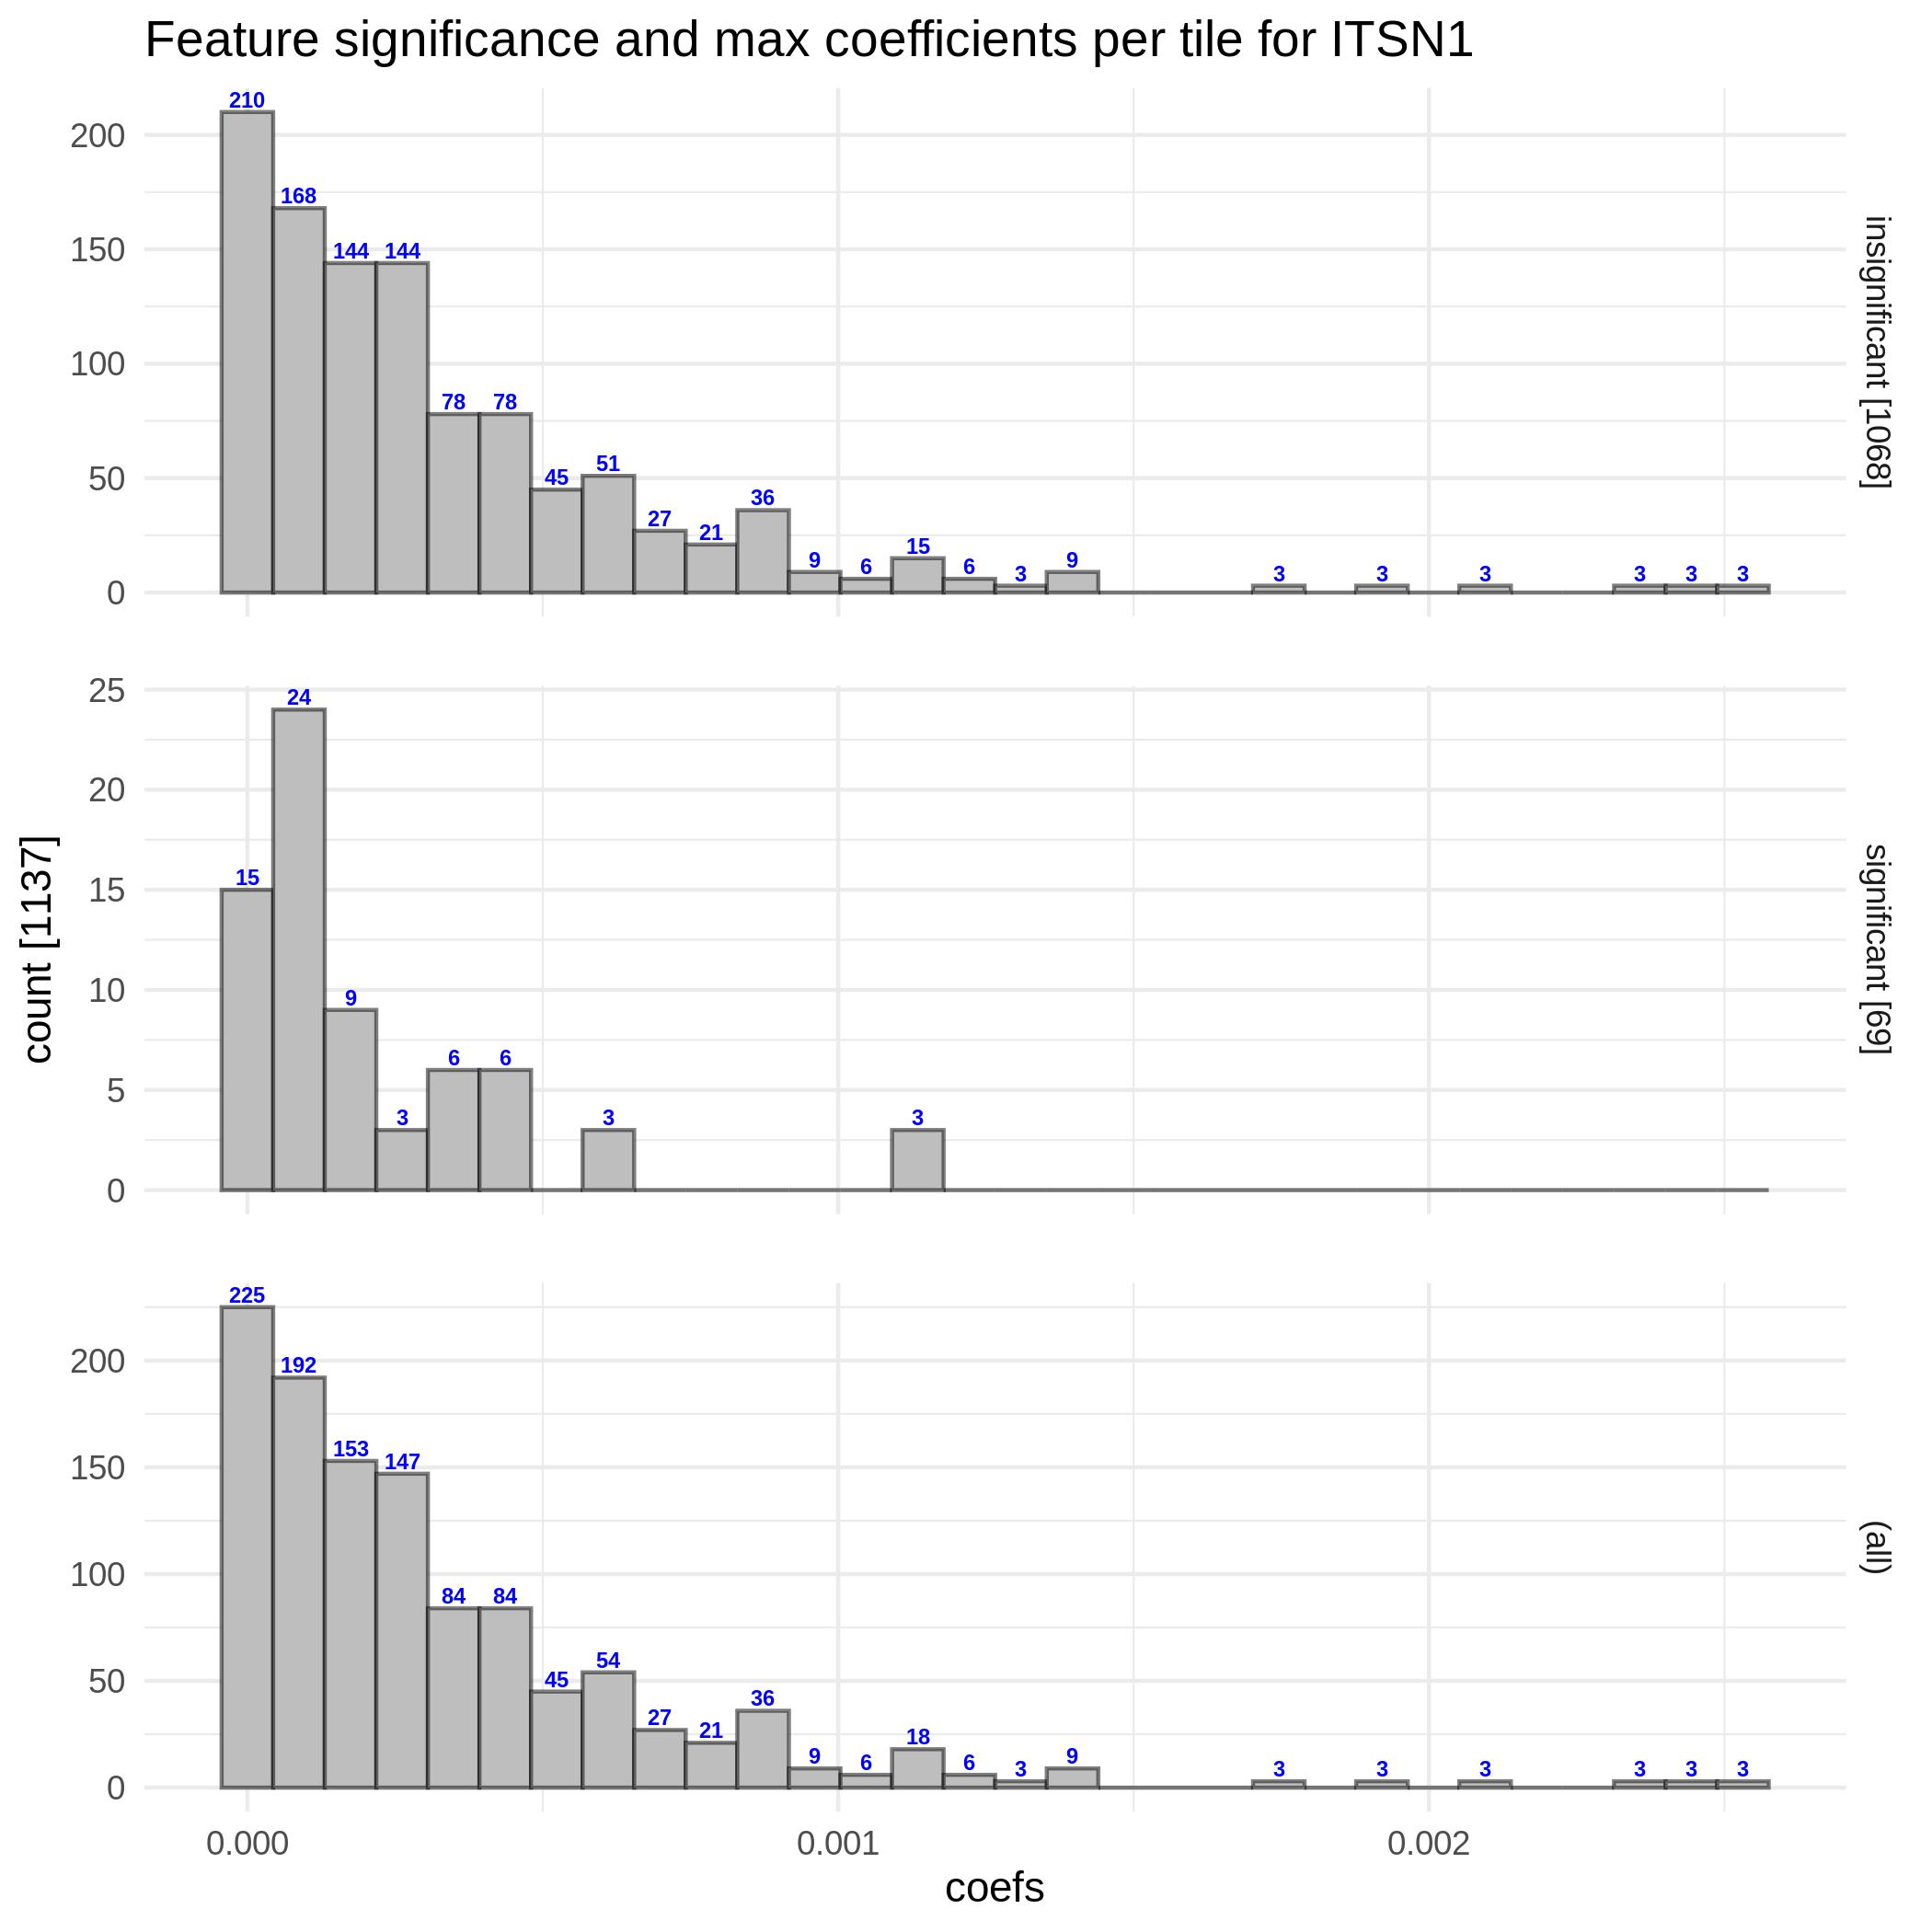 Feature significance and max coefficients per tile for ITSN1
210
168
144 144
78 78
45 51
27 21 36
9 6 15 6 3 9
3 3 3 3 3 3
200
150
100
50
0
insignificant [1068]
24
15
9
3 6 6
3
3
25
20
15
10
5
0
significant [69]
count [1137]
225
192
153 147
84 84
45 54
27 21 36
9 6 18 6 3 9
3 3 3 3 3 3
200
150
100
50
0
(all)
0.000 0.001 0.002
coefs